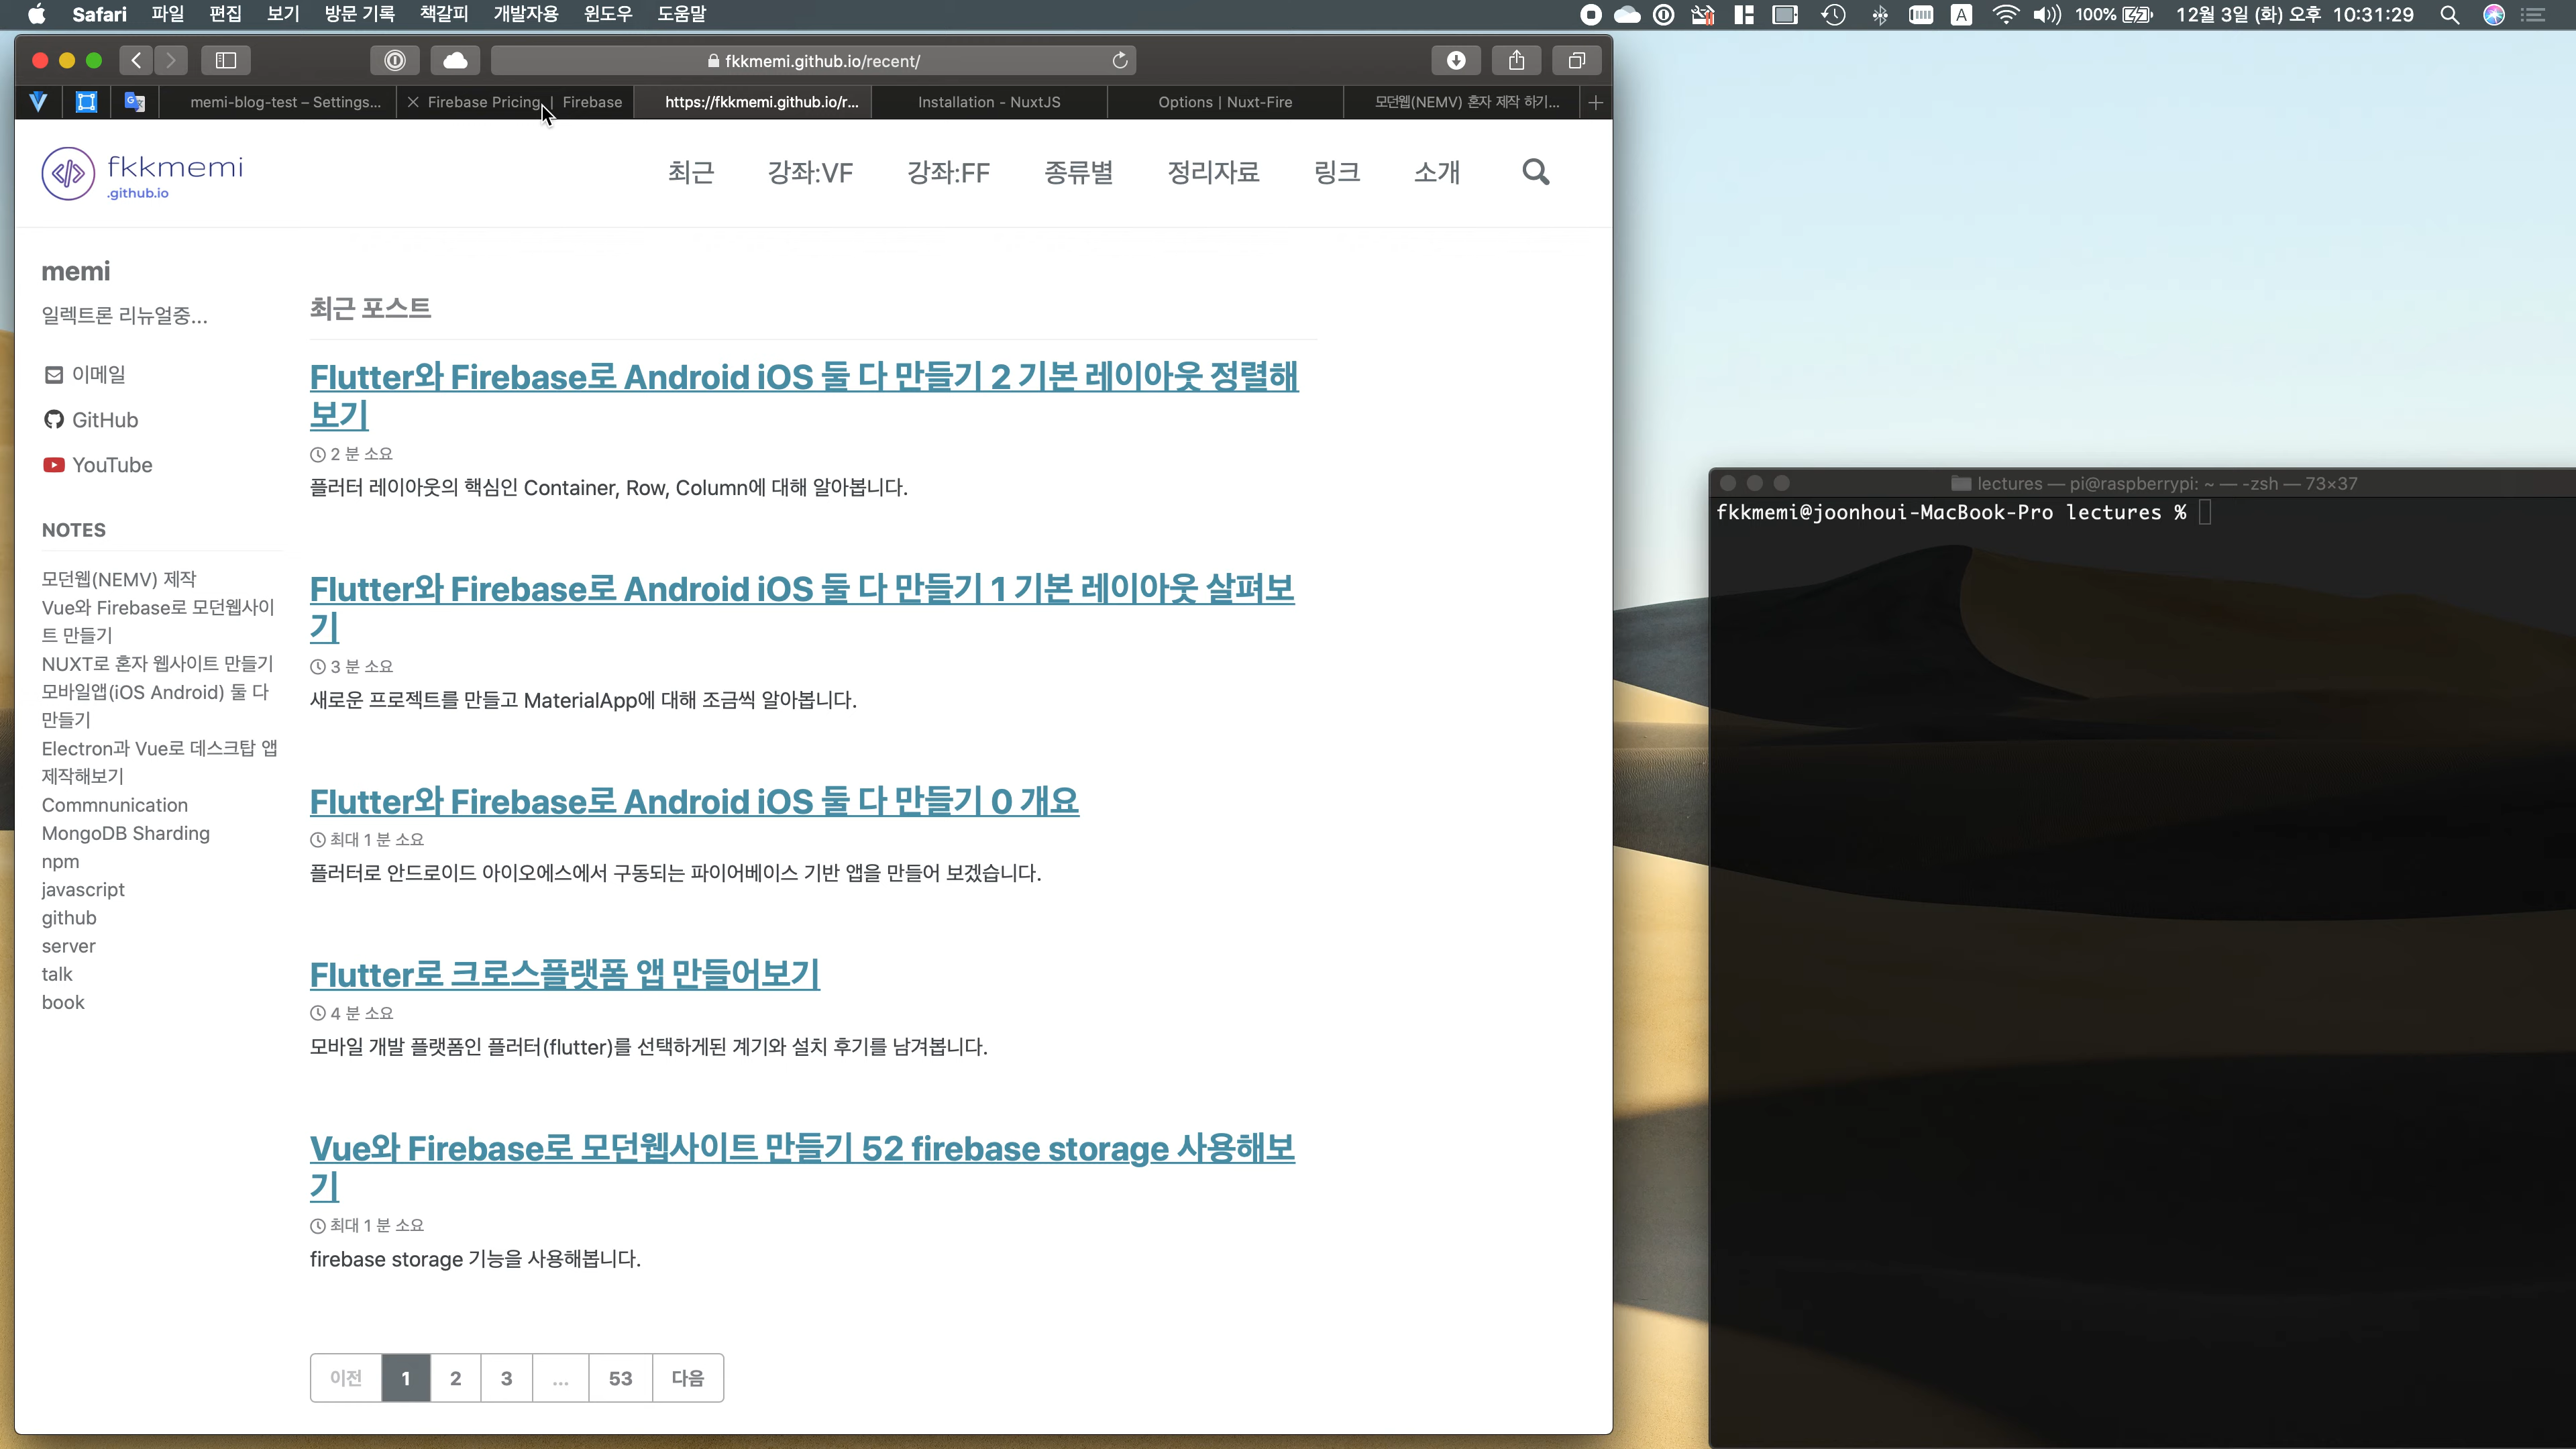 Safari 파일 편집 보기 방문 기록 책갈피 개발자용 윈도우 도움말
A 100% 12월 3일 (화) 오후 10:31:29
fkkmemi.github.io/recent/
memi-blog-test – Settings...
Firebase Pricing | Firebase
https://fkkmemi.github.io/r...
Installation - NuxtJS
Options | Nuxt-Fire
모던웹(NEMV) 혼자 제작 하기...
fkkmemi
.github.io
최근 강좌:VF 강좌:FF 종류별 정리자료 링크 소개
memi
일렉트론 리뉴얼중...
이메일
GitHub
YouTube
NOTES
모던웹(NEMV) 제작
Vue와 Firebase로 모던웹사이
트 만들기
NUXT로 혼자 웹사이트 만들기
모바일앱(iOS Android) 둘 다
만들기
Electron과 Vue로 데스크탑 앱
제작해보기
Commnunication
MongoDB Sharding
npm
javascript
github
server
talk
book
최근 포스트
Flutter와 Firebase로 Android iOS 둘 다 만들기 2 기본 레이아웃 정렬해
보기
2 분 소요
플러터 레이아웃의 핵심인 Container, Row, Column에 대해 알아봅니다.
Flutter와 Firebase로 Android iOS 둘 다 만들기 1 기본 레이아웃 살펴보
기
3 분 소요
새로운 프로젝트를 만들고 MaterialApp에 대해 조금씩 알아봅니다.
Flutter와 Firebase로 Android iOS 둘 다 만들기 0 개요
최대 1 분 소요
플러터로 안드로이드 아이오에스에서 구동되는 파이어베이스 기반 앱을 만들어 보겠습니다.
Flutter로 크로스플랫폼 앱 만들어보기
4 분 소요
모바일 개발 플랫폼인 플러터(flutter)를 선택하게된 계기와 설치 후기를 남겨봅니다.
Vue와 Firebase로 모던웹사이트 만들기 52 firebase storage 사용해보
기
최대 1 분 소요
firebase storage 기능을 사용해봅니다.
이전 1 2 3 ... 53 다음
lectures — pi@raspberrypi: ~ — -zsh — 73×37
fkkmemi@joonhoui-MacBook-Pro lectures %